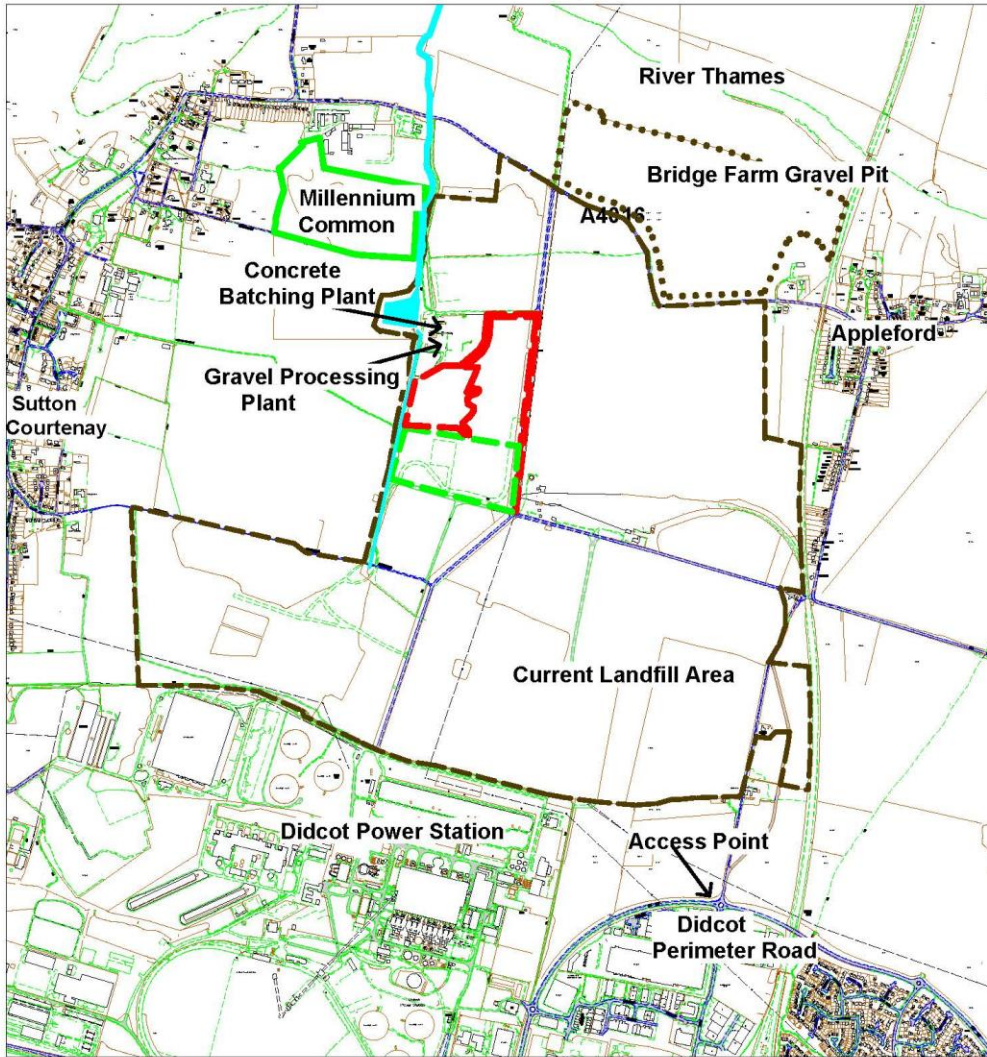 River Thames
Bridge Farm Gravel Pit
A4016
Millennium
Common
Concrete
Batching Plant
Gravel Processing
Plant
Appleford
Sutton
Courtenay
Current Landfill Area
Didcot Power Station
Access Point
Didcot
Perimeter Road